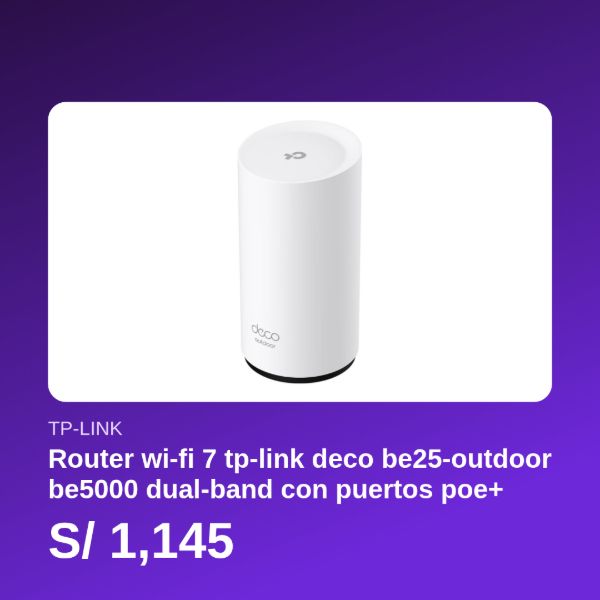 deco
outdoor
TP-LINK
Router wi-fi 7 tp-link deco be25-outdoor
be5000 dual-band con puertos poe+
S/ 1,145